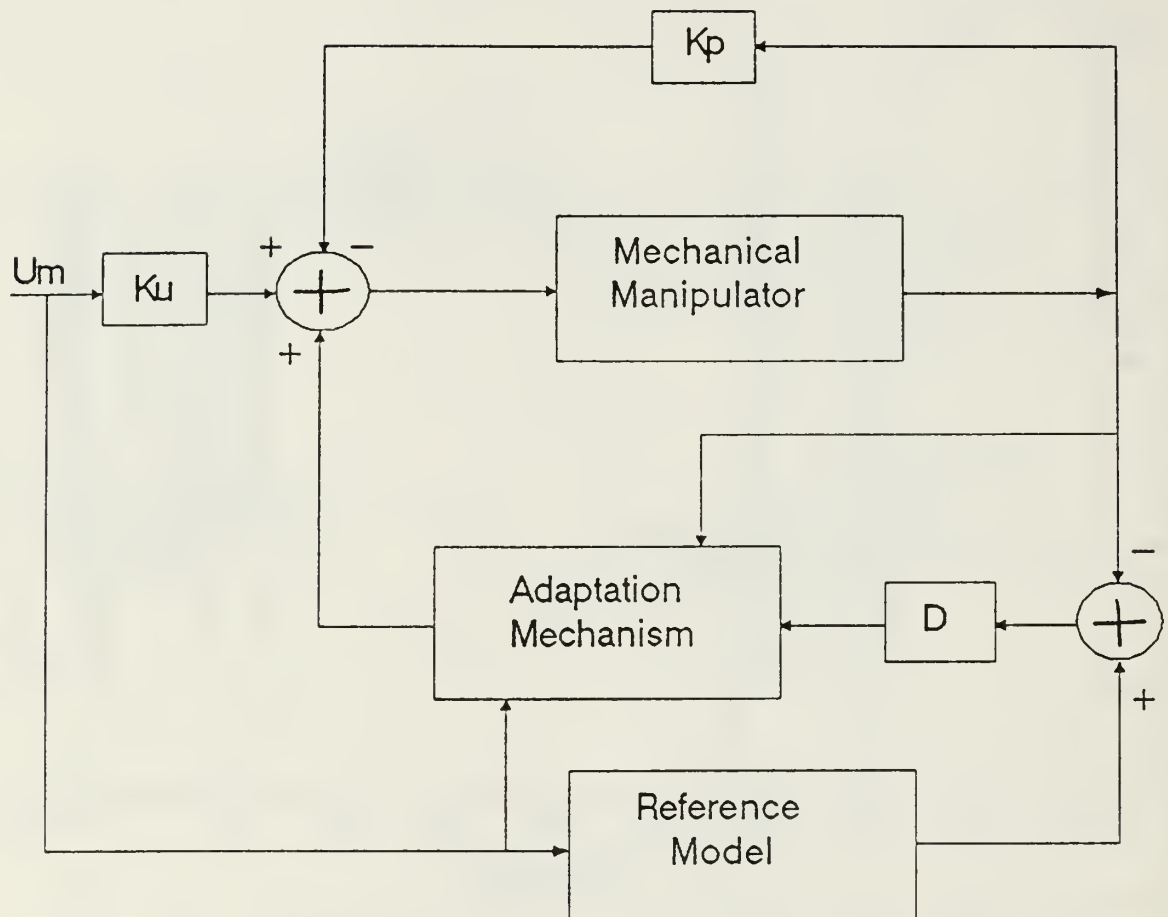 Kp
+ -
Mechanical
Manipulator
Um
Ku
+
+
Adaptation
Mechanism
D
-
+
+
Reference
Model